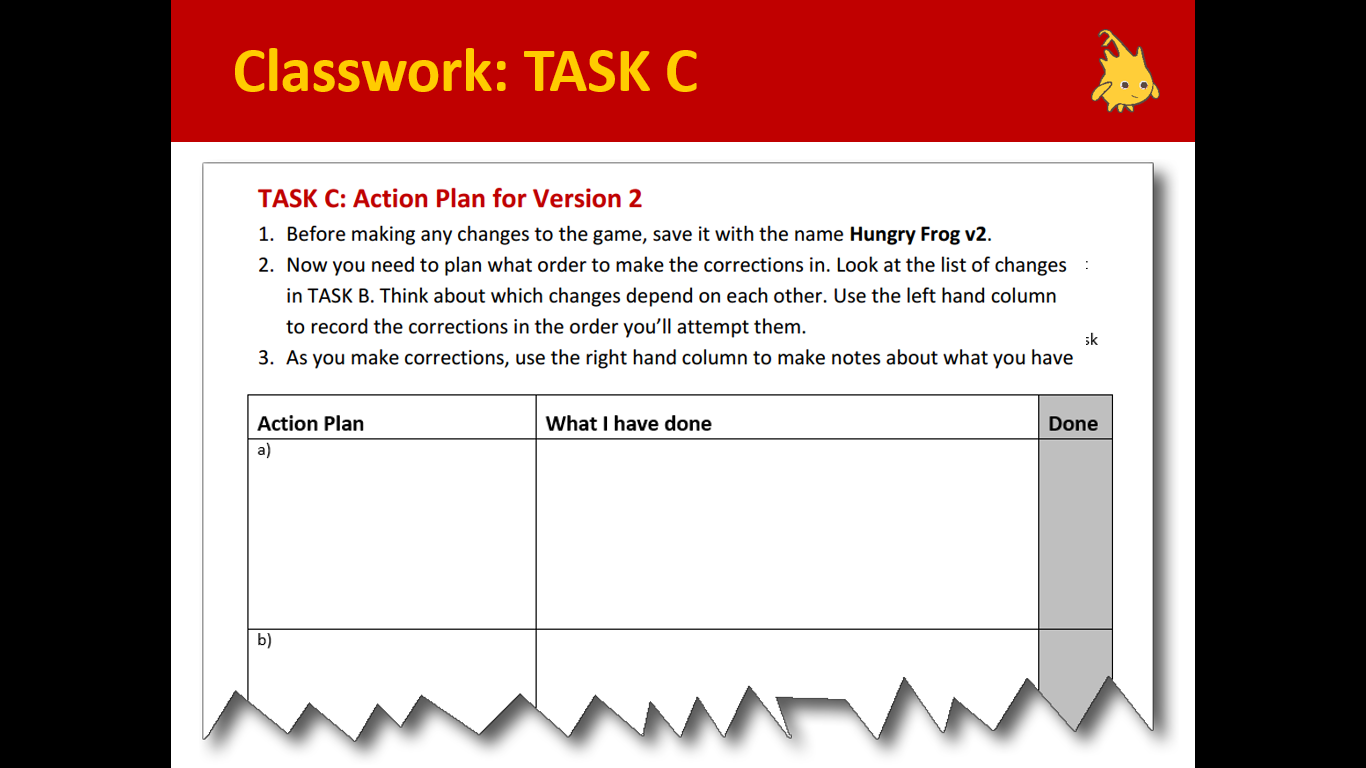 Classwork: TASK C
TASK C: Action Plan for Version 2
1. Before making any changes to the game, save it with the name Hungry Frog v2.
2. Now you need to plan what order to make the corrections in. Look at the list of changes
in TASK B. Think about which changes depend on each other. Use the left hand column
to record the corrections in the order you’ll attempt them.
sk
3. As you make corrections, use the right hand column to make notes about what you have
Action Plan What I have done Done
a)
b)